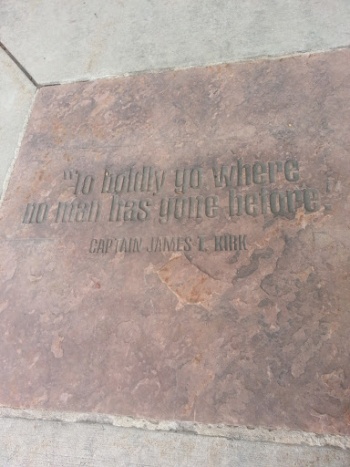 "To boldly go where
no man has gone before"
CAPTAIN JAMES T. KIRK